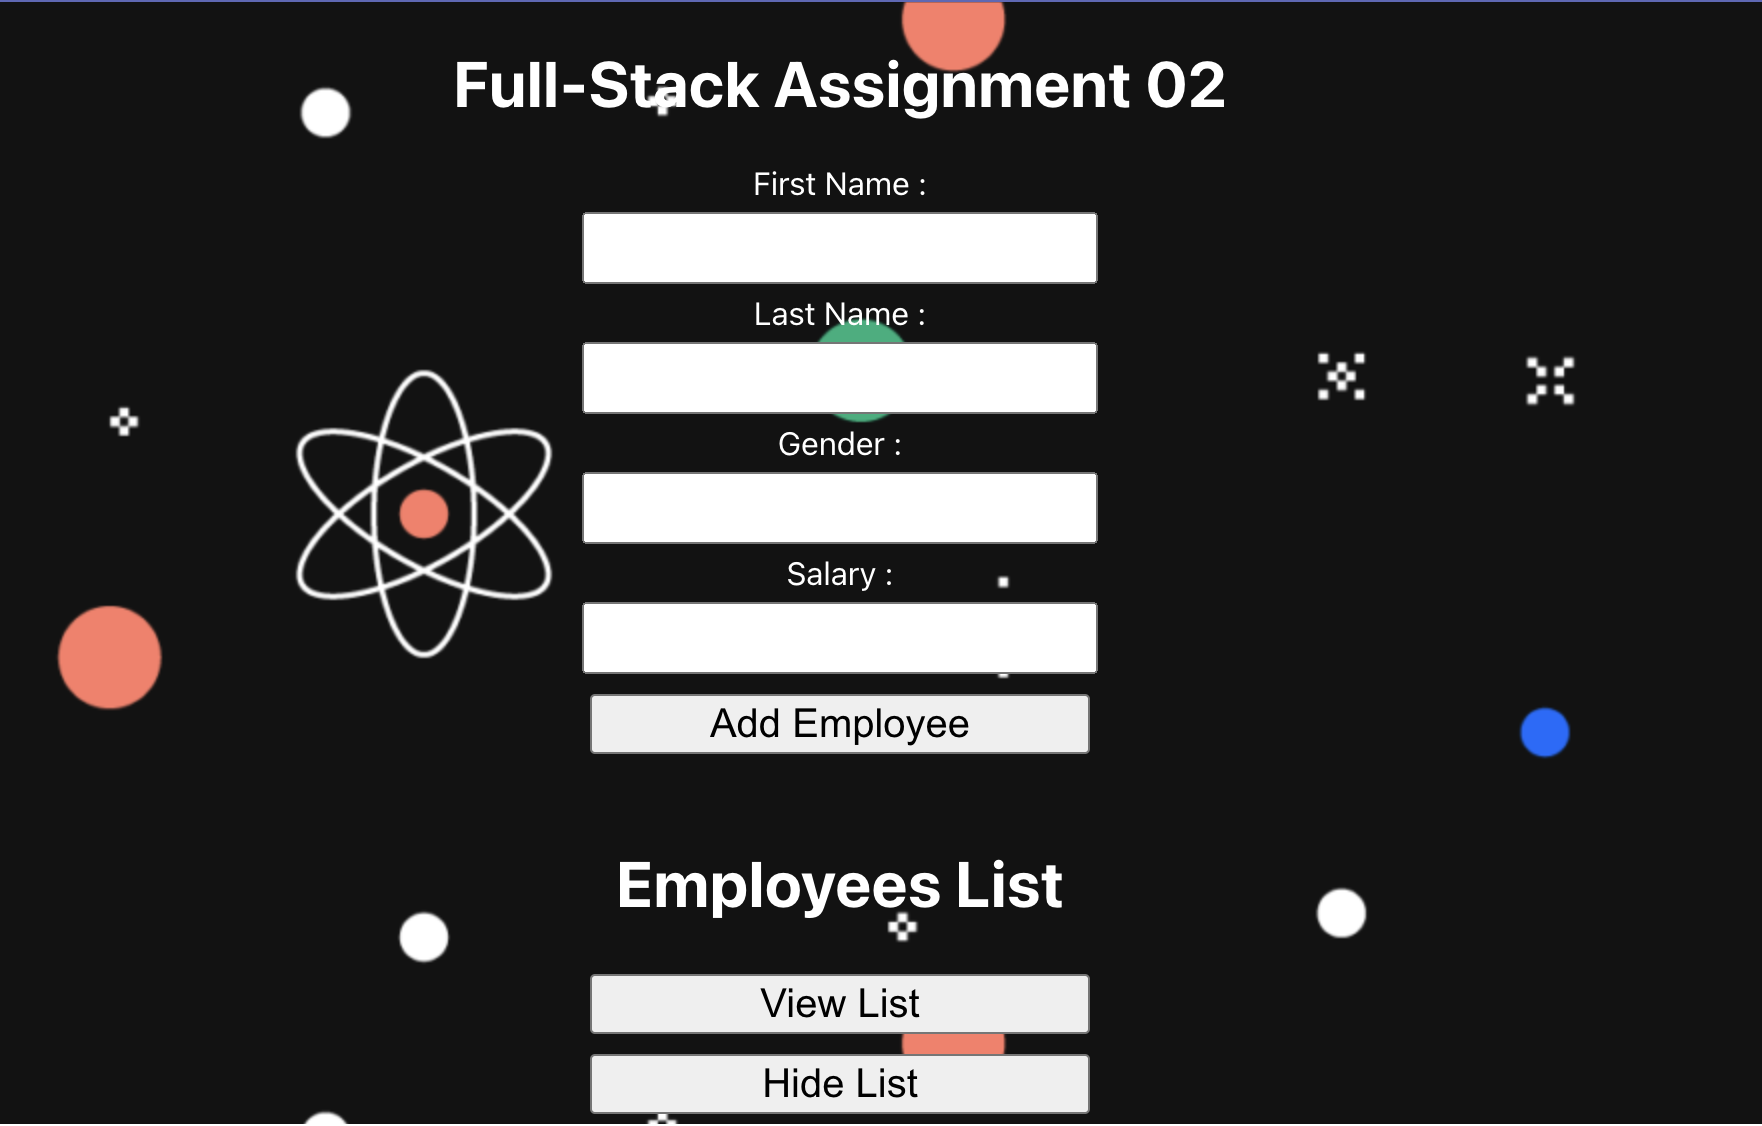 Full-Stack Assignment 02
First Name :
Last Name :
Gender :
Salary :
Add Employee
Employees List
View List
Hide List